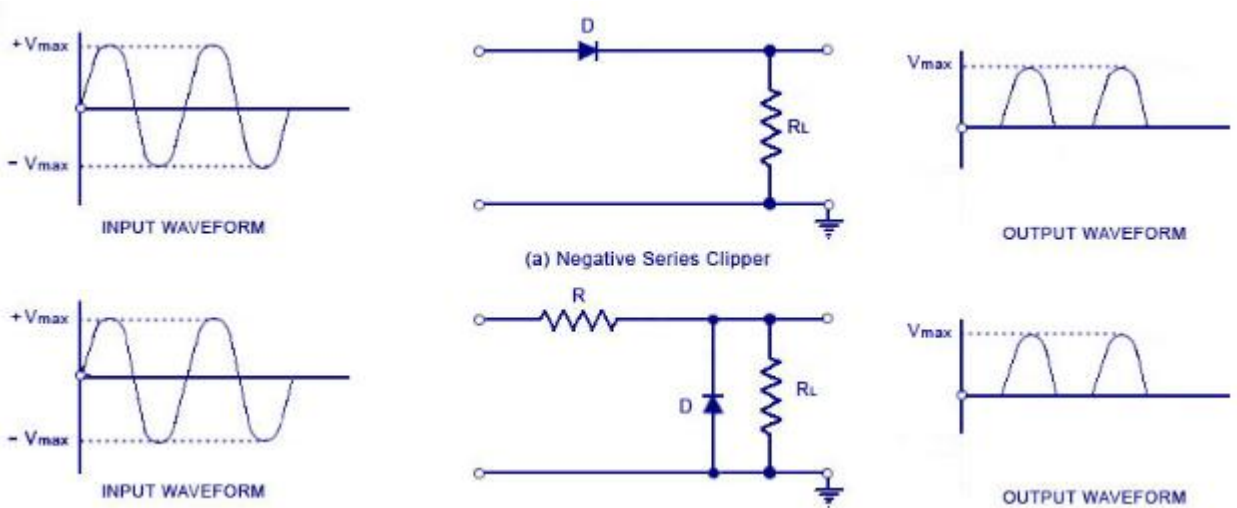 +Vmax
- Vmax
INPUT WAVEFORM
D
RL
(a) Negative Series Clipper
Vmax
OUTPUT WAVEFORM
+Vmax
- Vmax
INPUT WAVEFORM
R
D
RL
Vmax
OUTPUT WAVEFORM